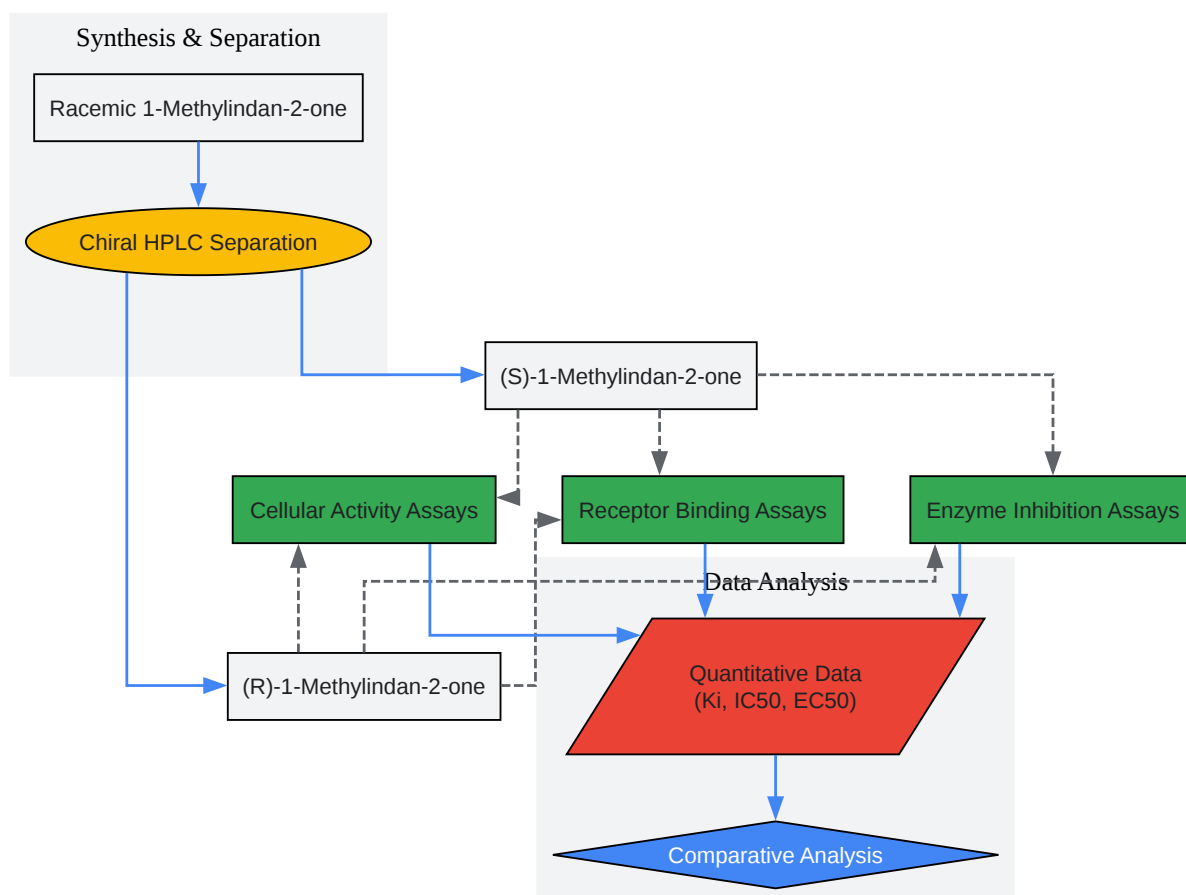 Synthesis & Separation
Racemic 1-Methylindan-2-one
Chiral HPLC Separation
(S)-1-Methylindan-2-one
Cellular Activity Assays
Receptor Binding Assays
Enzyme Inhibition Assays
Data Analysis
(R)-1-Methylindan-2-one
Quantitative Data
(Ki, IC50, EC50)
Comparative Analysis